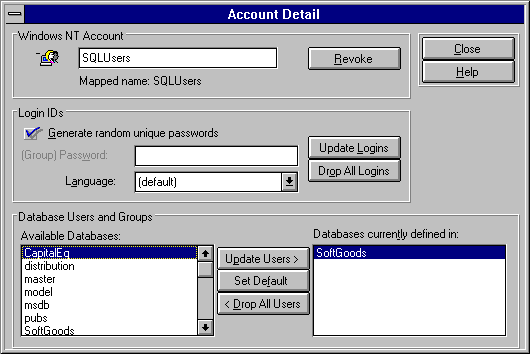 Account Detail
Windows NT Account
SQLUsers
Revoke
Mapped name: SQLUsers
Close
Help
Login IDs
Generate random unique passwords
(Group) Password:
Language:
(default)
Update Logins
Drop All Logins
Database Users and Groups
Available Databases:
CapitalEq
distribution
master
model
msdb
pubs
SoftGoods
Update Users >
Set Default
< Drop All Users
Databases currently defined in:
SoftGoods